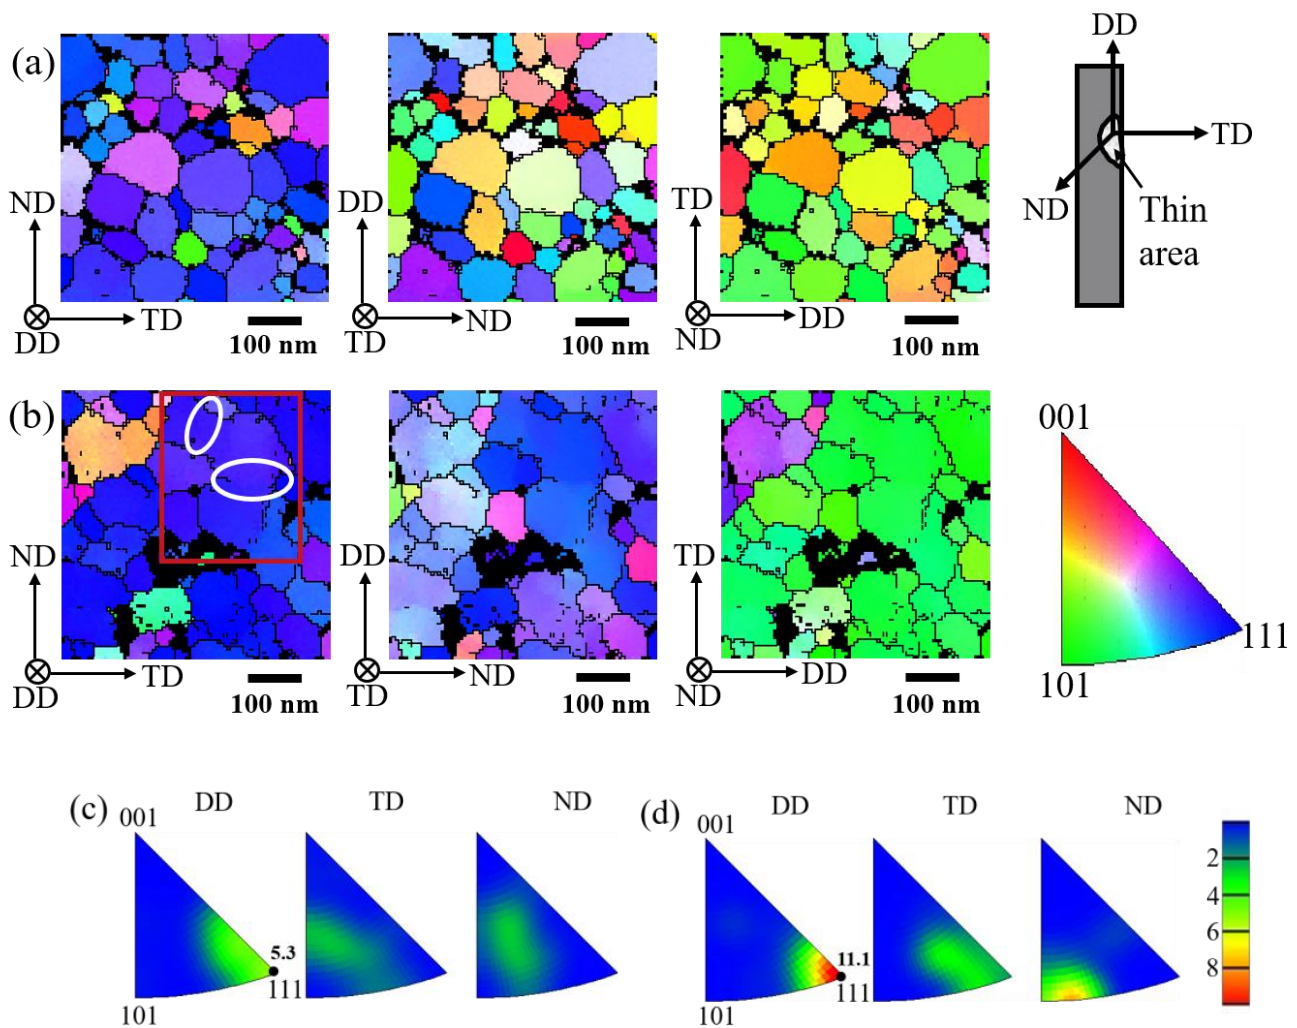 (a)
ND
TD
DD
100 nm
DD
ND
TD
100 nm
TD
DD
ND
100 nm
DD
TD
ND
Thin
area
(b)
ND
TD
DD
100 nm
DD
ND
TD
100 nm
TD
DD
ND
100 nm
001
111
101
(c)
DD
TD
ND
001
5.3
111
101
(d)
DD
TD
ND
001
11.1
111
101
2
4
6
8